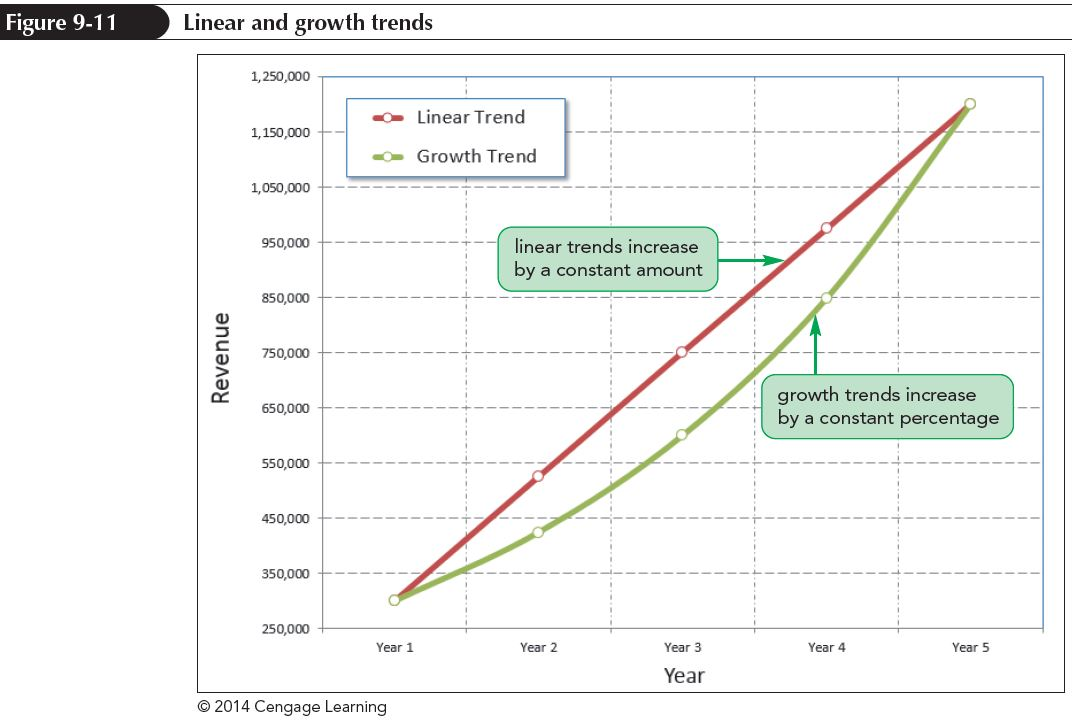 Figure 9-11 Linear and growth trends
1,250,000
Linear Trend
1,150,000
Growth Trend
1,050,000
linear trends increase
by a constant amount
950,000
850,000
Revenue
750,000
growth trends increase
by a constant percentage
650,000
550,000
450,000
350,000
250,000
Year 1 Year 2 Year 3 Year 4 Year 5
Year
© 2014 Cengage Learning